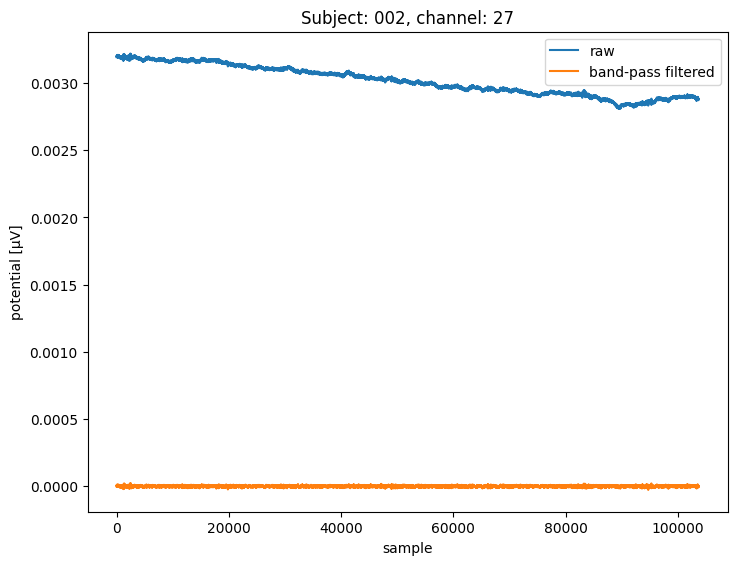 Subject: 002, channel: 27
raw
band-pass filtered
potential [µV]
0.0030
0.0025
0.0020
0.0015
0.0010
0.0005
0.0000
0
20000
40000
60000
80000
100000
sample